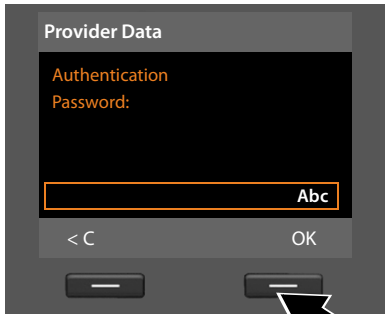 Provider Data
Authentication
Password:
Abc
< C OK